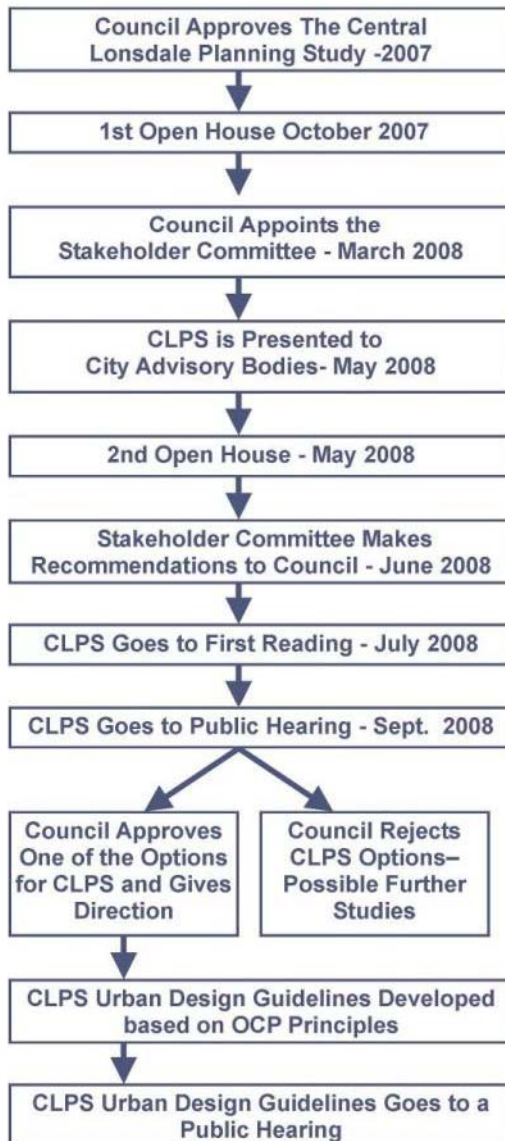 Council Approves The Central
Lonsdale Planning Study -2007
1st Open House October 2007
Council Appoints the
Stakeholder Committee - March 2008
CLPS is Presented to
City Advisory Bodies- May 2008
2nd Open House - May 2008
Stakeholder Committee Makes
Recommendations to Council - June 2008
CLPS Goes to First Reading - July 2008
CLPS Goes to Public Hearing - Sept. 2008
Council Approves
One of the Options
for CLPS and Gives
Direction
Council Rejects
CLPS Options–
Possible Further
Studies
CLPS Urban Design Guidelines Developed
based on OCP Principles
CLPS Urban Design Guidelines Goes to a
Public Hearing